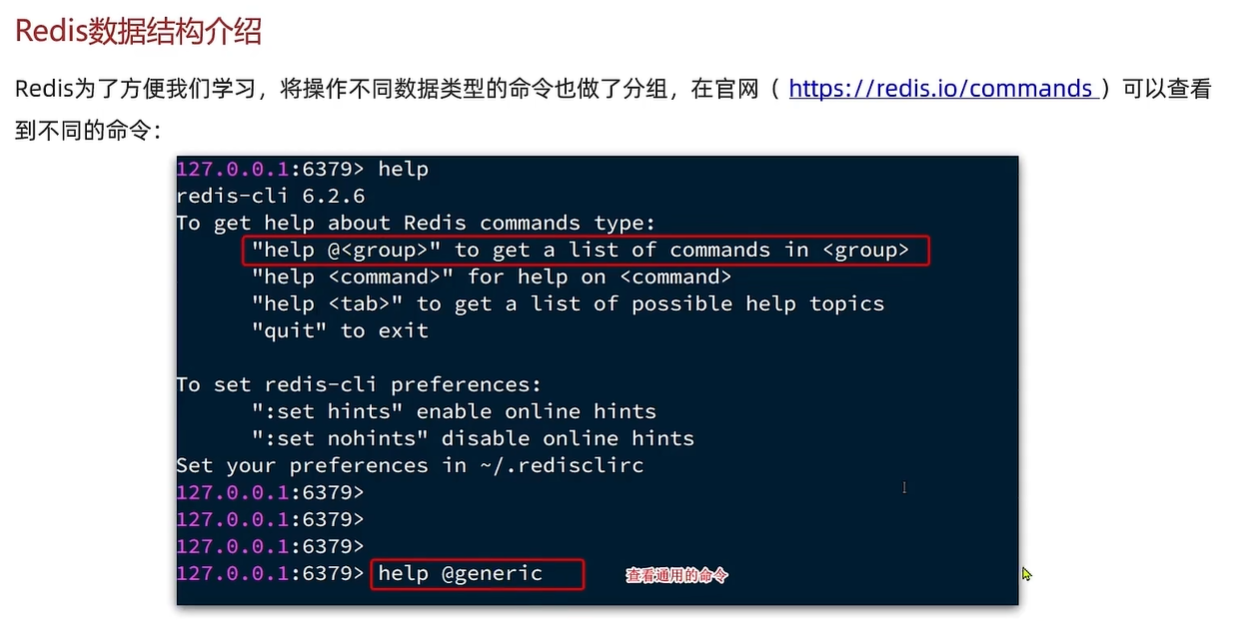 Redis数据结构介绍
Redis为了方便我们学习，将操作不同数据类型的命令也做了分组，在官网（ https://redis.io/commands ）可以查看
到不同的命令：
127.0.0.1:6379> help
redis-cli 6.2.6
To get help about Redis commands type:
"help @<group>" to get a list of commands in <group>
"help <command>" for help on <command>
"help <tab>" to get a list of possible help topics
"quit" to exit
To set redis-cli preferences:
":set hints" enable online hints
":set nohints" disable online hints
Set your preferences in ~/.redisclirc
127.0.0.1:6379>
127.0.0.1:6379>
127.0.0.1:6379>
127.0.0.1:6379> help @generic 查看通用的命令